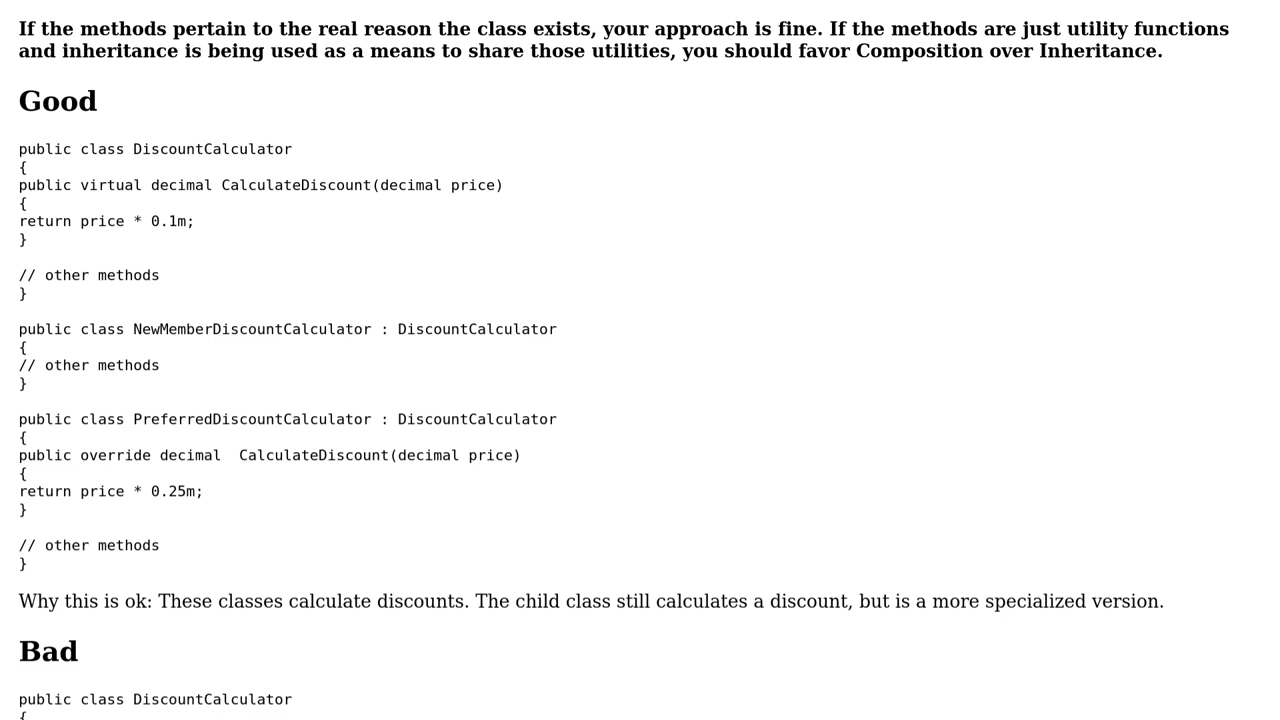 If the methods pertain to the real reason the class exists, your approach is fine. If the methods are just utility functions
and inheritance is being used as a means to share those utilities, you should favor Composition over Inheritance.
Good
public class DiscountCalculator
{
public virtual decimal CalculateDiscount(decimal price)
{
return price * 0.1m;
}
// other methods
}
public class NewMemberDiscountCalculator : DiscountCalculator
{
// other methods
}
public class PreferredDiscountCalculator : DiscountCalculator
{
public override decimal  CalculateDiscount(decimal price)
{
return price * 0.25m;
}
// other methods
}
Why this is ok: These classes calculate discounts. The child class still calculates a discount, but is a more specialized version.
Bad
public class DiscountCalculator
{